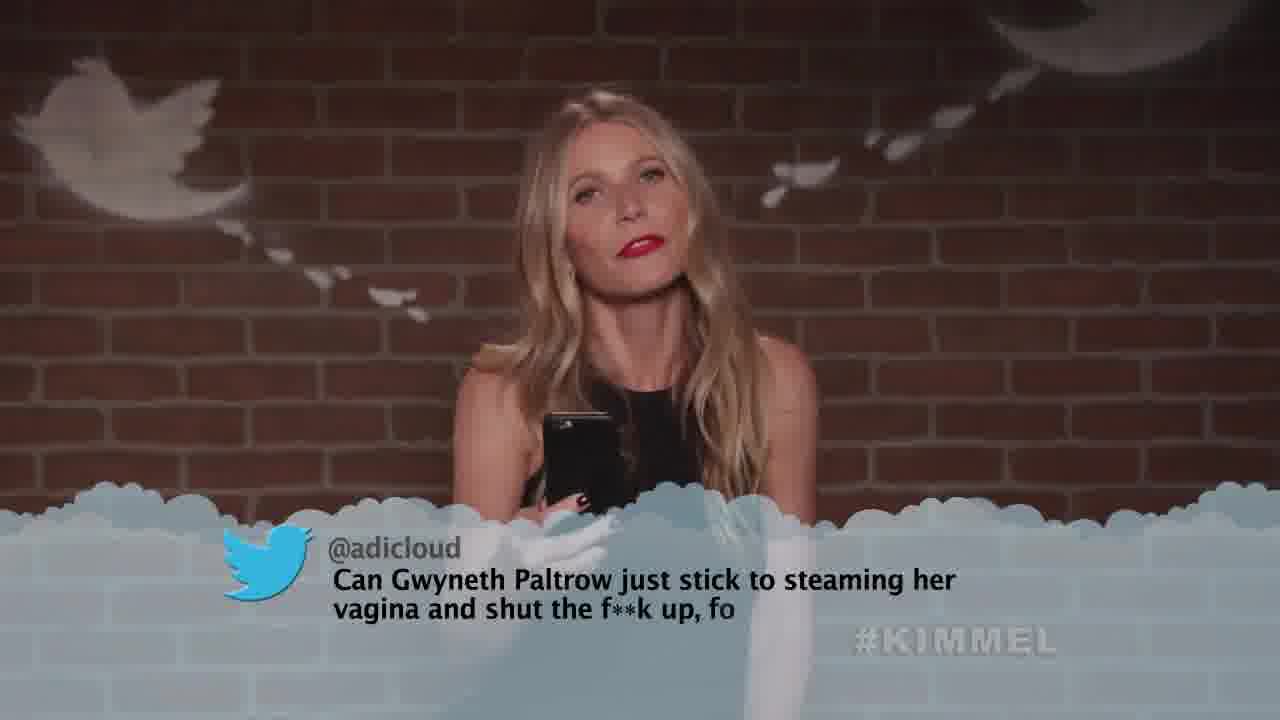 @adicloud
Can Gwyneth Paltrow just stick to steaming her
vagina and shut the f**k up, fo
#KIMMEL